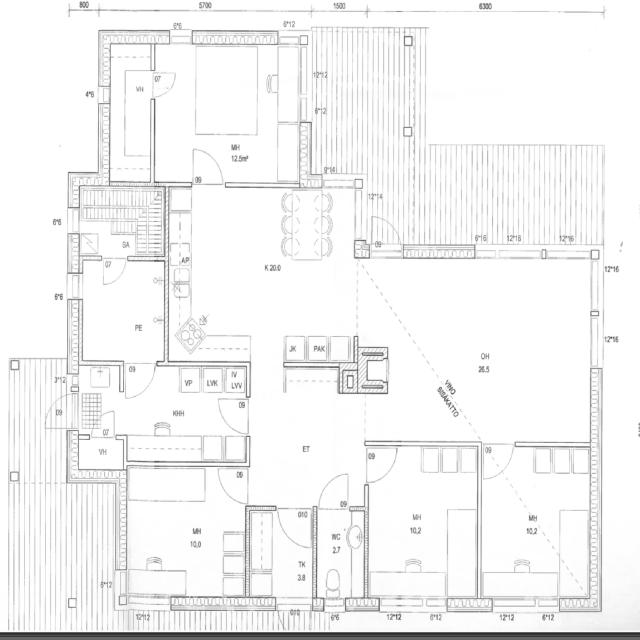 800 5700 1500 6300
6*6 6*12
12*12
4*6
VH
07
6*12
MH
12.5m²
09
9*14
12*14
6*6
SA
07
09
6*16 12*16 12*16
12*16
AP
K 20.0
6*6
PE
12*16
OH
26.5
JK PAK
VINO
SISÄKATTO
3*12
09
09
VP LVK IV
LVV
09
KHH
07
VH
ET
09
09
09
MH
10,0
010
09
WC
2.7
MH
10,2
MH
10,2
TK
3.8
6*12
12*12
010
6*6
12*12 6*12
12*12 6*12